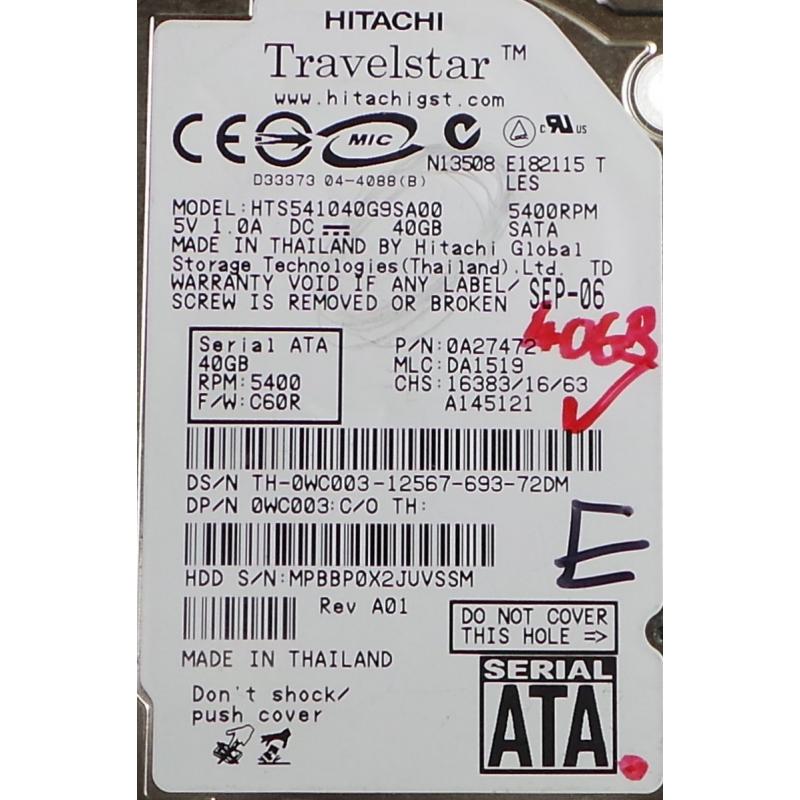 HITACHI
Travelstar™
www.hitachigst.com
CE MIC c UL US
N13508 E182115 T
D33373 04-4088(B) LES
MODEL:HTS541040G9SA00 5400RPM
5V 1.0A DC 40GB SATA
MADE IN THAILAND BY Hitachi Global
Storage Technologies(Thailand).Ltd. TD
WARRANTY VOID IF ANY LABEL/ SEP-06
SCREW IS REMOVED OR BROKEN
40GB
Serial ATA P/N:0A27472
40GB MLC:DA1519
RPM:5400 CHS:16383/16/63
F/W:C60R A145121
DS/N TH-0WC003-12567-693-72DM
DP/N 0WC003:C/O TH:
E
HDD S/N:MPBBP0X2JUVSSM
Rev A01
DO NOT COVER
THIS HOLE =>
MADE IN THAILAND
SERIAL
ATA
Don't shock/
push cover